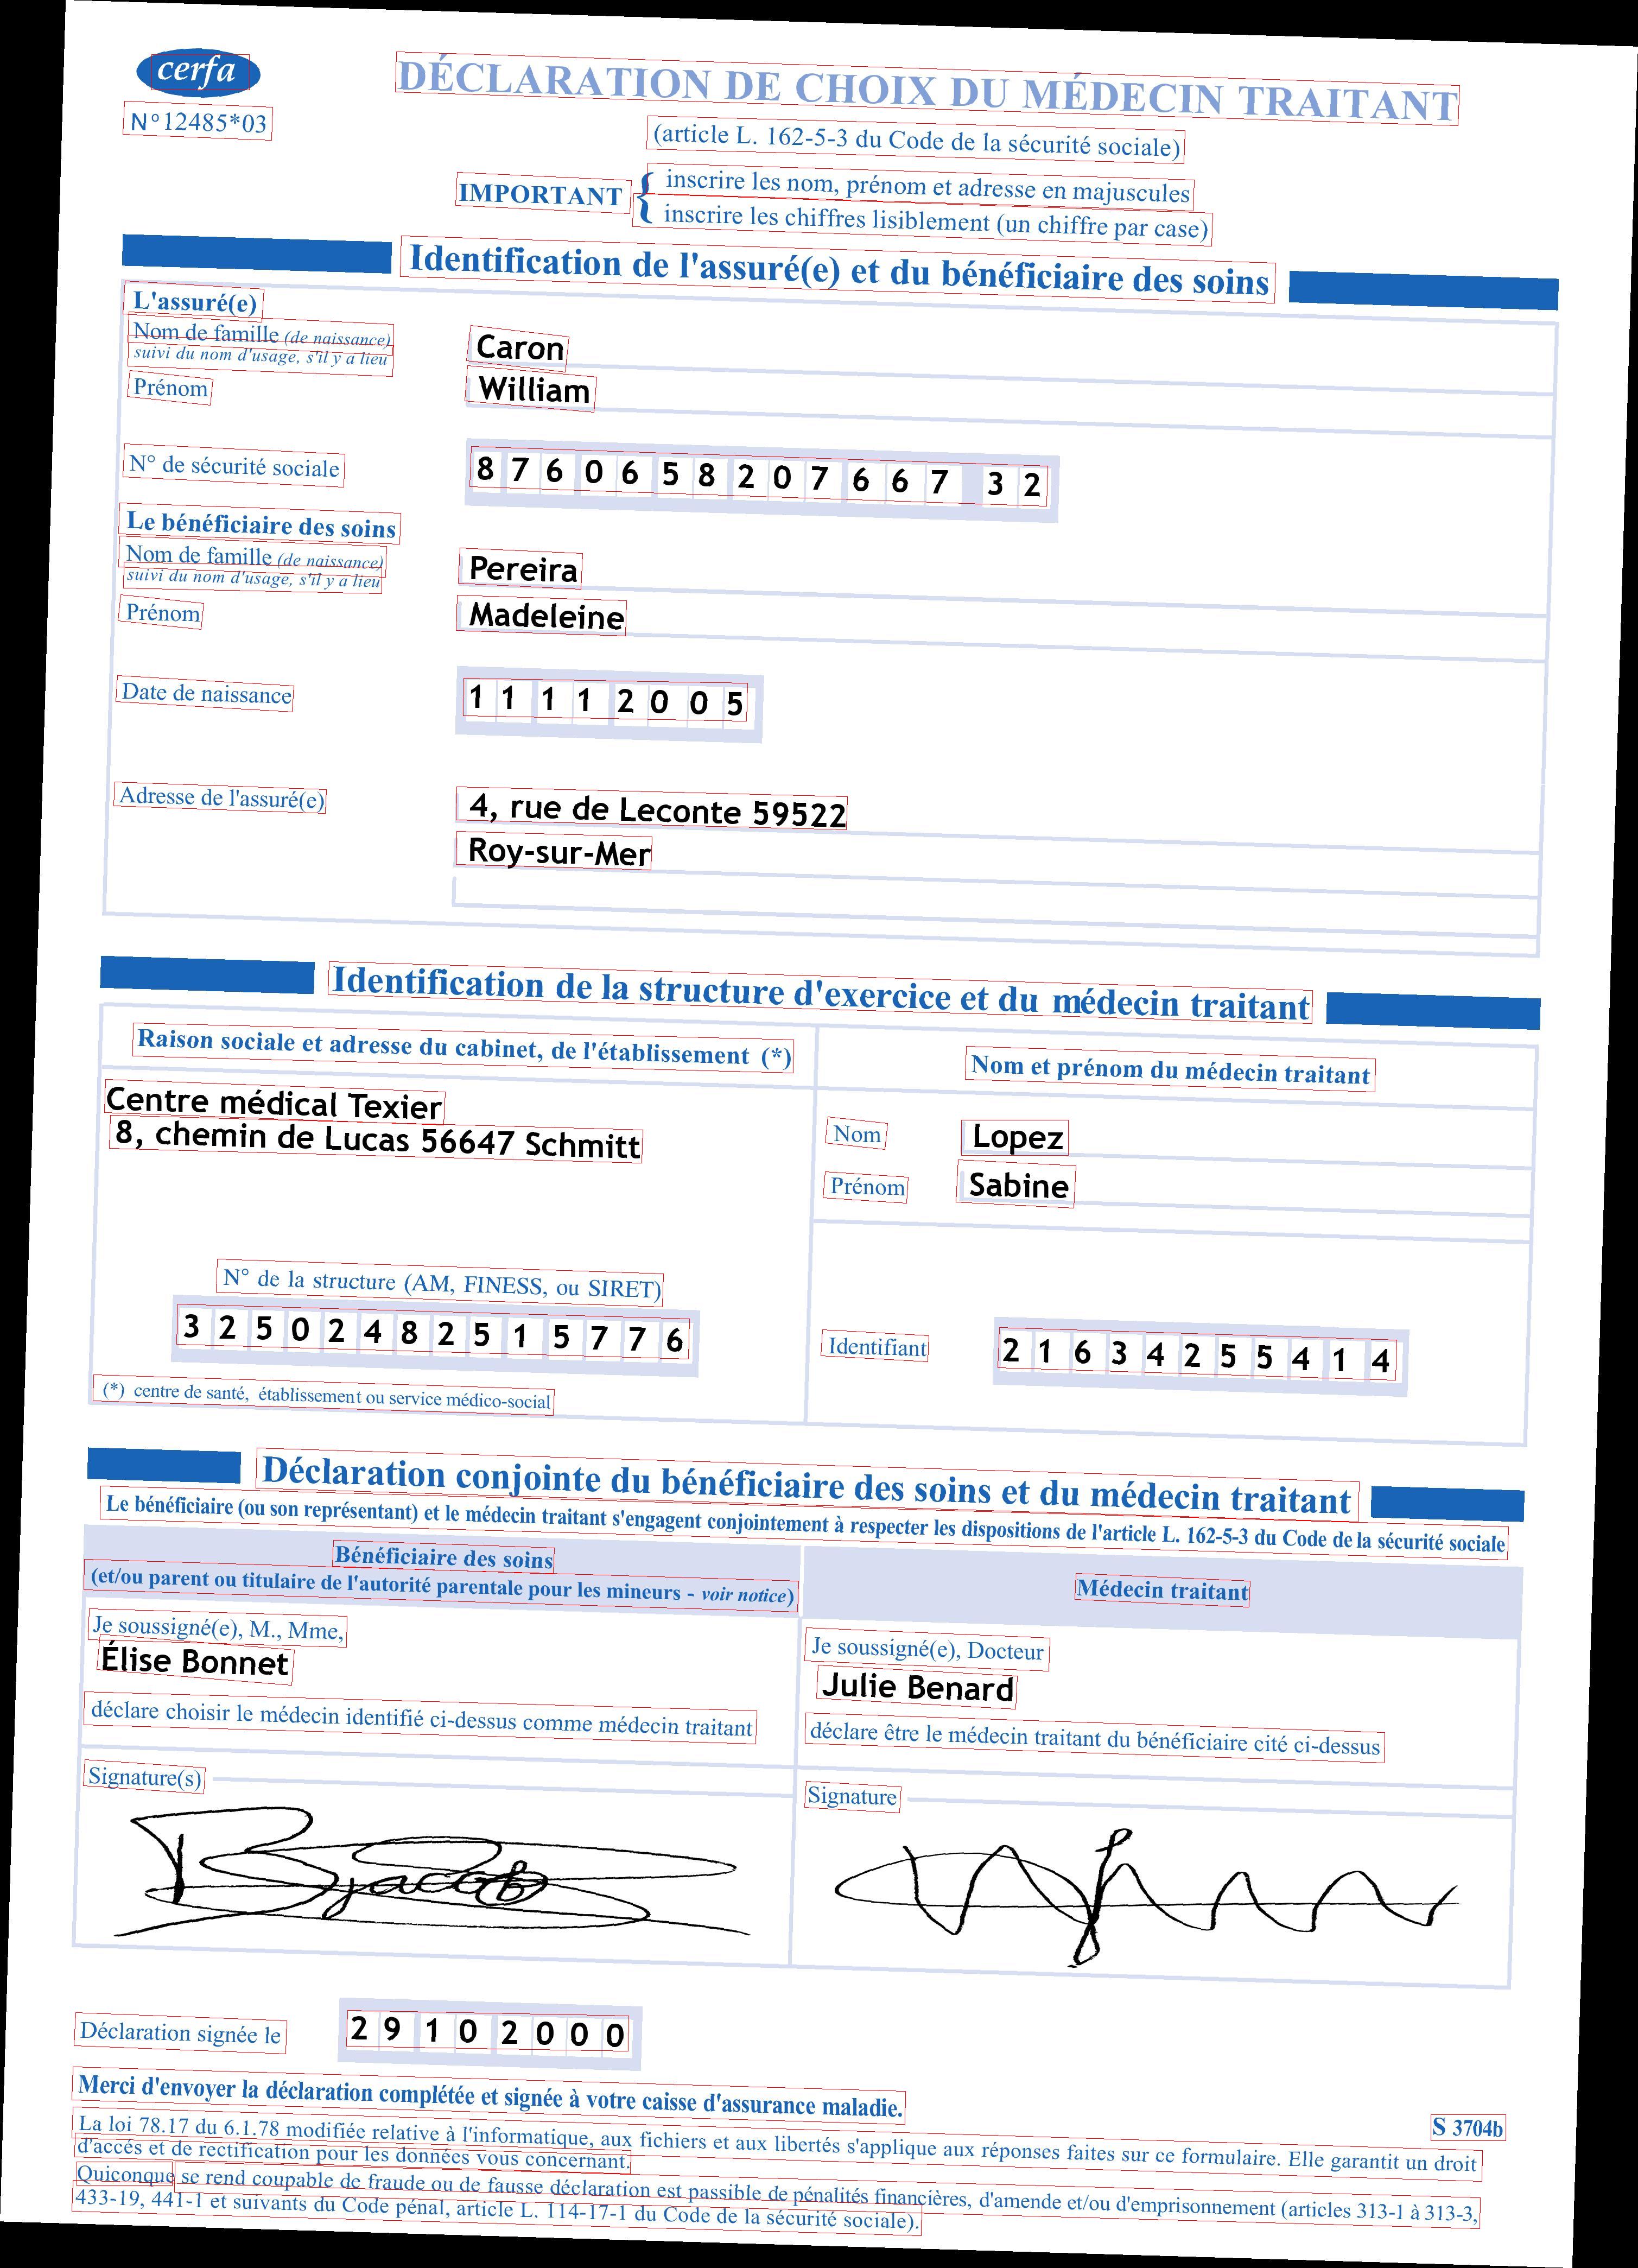 cerfa
DÉCLARATION DE CHOIX DU MÉDECIN TRAITANT
N°12485*03
(article L. 162-5-3 du Code de la sécurité sociale)
IMPORTANT { inscrire les nom, prénom et adresse en majuscules
inscrire les chiffres lisiblement (un chiffre par case)
Identification de l'assuré(e) et du bénéficiaire des soins
L'assuré(e)
Nom de famille (de naissance)
suivi du nom d'usage, s'il y a lieu
Caron
Prénom
William
N° de sécurité sociale
8 7 6 0 6 5 8 2 0 7 6 6 7 3 2
Le bénéficiaire des soins
Nom de famille (de naissance)
suivi du nom d'usage, s'il y a lieu
Pereira
Prénom
Madeleine
Date de naissance
1 1 1 1 2 0 0 5
Adresse de l'assuré(e)
4, rue de Leconte 59522
Roy-sur-Mer
Identification de la structure d'exercice et du médecin traitant
Raison sociale et adresse du cabinet, de l'établissement (*)
Centre médical Texier
8, chemin de Lucas 56647 Schmitt
N° de la structure (AM, FINESS, ou SIRET)
3 2 5 0 2 4 8 2 5 1 5 7 7 6
(*) centre de santé, établissement ou service médico-social
Nom et prénom du médecin traitant
Nom
Lopez
Prénom
Sabine
Identifiant
2 1 6 3 4 2 5 5 4 1 4
Déclaration conjointe du bénéficiaire des soins et du médecin traitant
Le bénéficiaire (ou son représentant) et le médecin traitant s'engagent conjointement à respecter les dispositions de l'article L. 162-5-3 du Code de la sécurité sociale
Bénéficiaire des soins
(et/ou parent ou titulaire de l'autorité parentale pour les mineurs - voir notice)
Je soussigné(e), M., Mme,
Élise Bonnet
déclare choisir le médecin identifié ci-dessus comme médecin traitant
Signature(s)
Médecin traitant
Je soussigné(e), Docteur
Julie Benard
déclare être le médecin traitant du bénéficiaire cité ci-dessus
Signature
Déclaration signée le
2 9 1 0 2 0 0 0
Merci d'envoyer la déclaration complétée et signée à votre caisse d'assurance maladie.
S 3704b
La loi 78.17 du 6.1.78 modifiée relative à l'informatique, aux fichiers et aux libertés s'applique aux réponses faites sur ce formulaire. Elle garantit un droit
d'accés et de rectification pour les données vous concernant.
Quiconque se rend coupable de fraude ou de fausse déclaration est passible de pénalités financières, d'amende et/ou d'emprisonnement (articles 313-1 à 313-3,
433-19, 441-1 et suivants du Code pénal, article L. 114-17-1 du Code de la sécurité sociale).